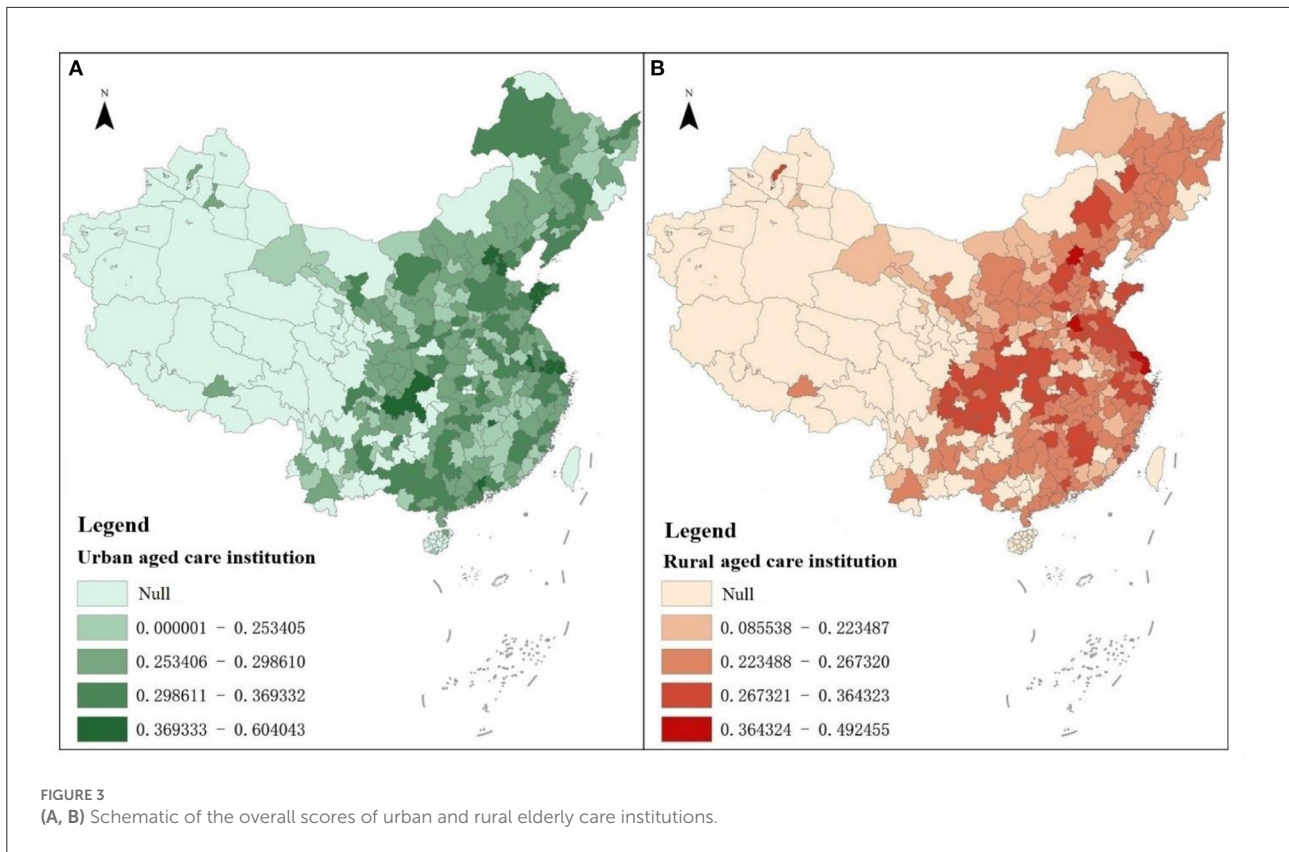 A
N
Legend
Urban aged care institution
Null
0.000001 - 0.253405
0.253406 - 0.298610
0.298611 - 0.369332
0.369333 - 0.604043
B
N
Legend
Rural aged care institution
Null
0.085538 - 0.223487
0.223488 - 0.267320
0.267321 - 0.364323
0.364324 - 0.492455
FIGURE 3
(A, B) Schematic of the overall scores of urban and rural elderly care institutions.